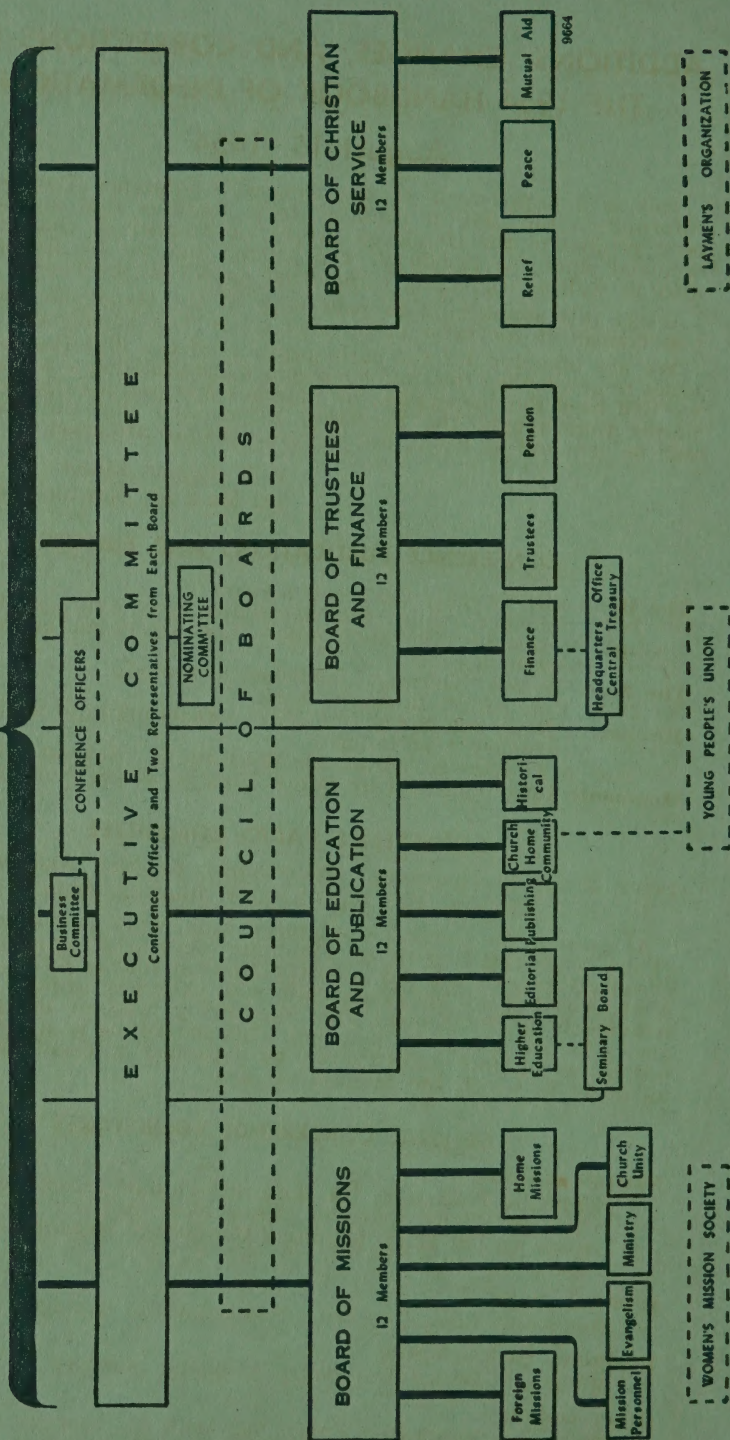 Business
Committee
CONFERENCE OFFICERS
EXECUTIVE COMMITTEE
Conference Officers and Two Representatives from Each Board
NOMINATING
COMM'TTEE
COUNCIL OF BOARDS
BOARD OF MISSIONS
12 Members
Foreign
Missions
Home
Missions
Mission
Personnel
Evangelism
Ministry
Church
Unity
BOARD OF EDUCATION
AND PUBLICATION
12 Members
Higher
Education
Editorial
Publishing
Church
Home
Community
Histori-
cal
Seminary Board
BOARD OF TRUSTEES
AND FINANCE
12 Members
Finance
Trustees
Pension
Headquarters Office
Central Treasury
BOARD OF CHRISTIAN
SERVICE
12 Members
Relief
Peace
Mutual Aid
9664
WOMEN'S MISSION SOCIETY
YOUNG PEOPLE'S UNION
LAYMEN'S ORGANIZATION